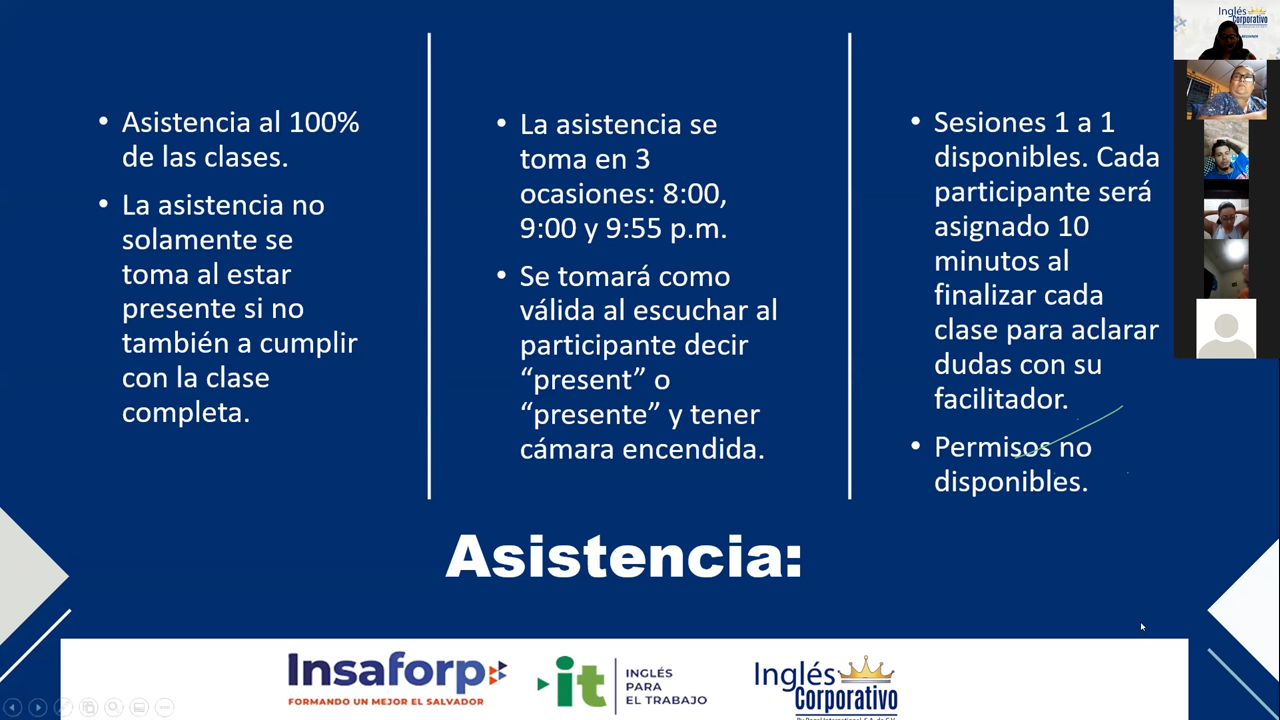 • Asistencia al 100%
de las clases.
• La asistencia no
solamente se
toma al estar
presente si no
también a cumplir
con la clase
completa.
• La asistencia se
toma en 3
ocasiones: 8:00,
9:00 y 9:55 p.m.
• Se tomará como
válida al escuchar al
participante decir
“present” o
“presente” y tener
cámara encendida.
• Sesiones 1 a 1
disponibles. Cada
participante será
asignado 10
minutos al
finalizar cada
clase para aclarar
dudas con su
facilitador.
• Permisos no
disponibles.
Asistencia:
Insaforp
FORMANDO UN MEJOR EL SALVADOR
it
INGLÉS
PARA
EL TRABAJO
Inglés
Corporativo
Inglés
Corporativo